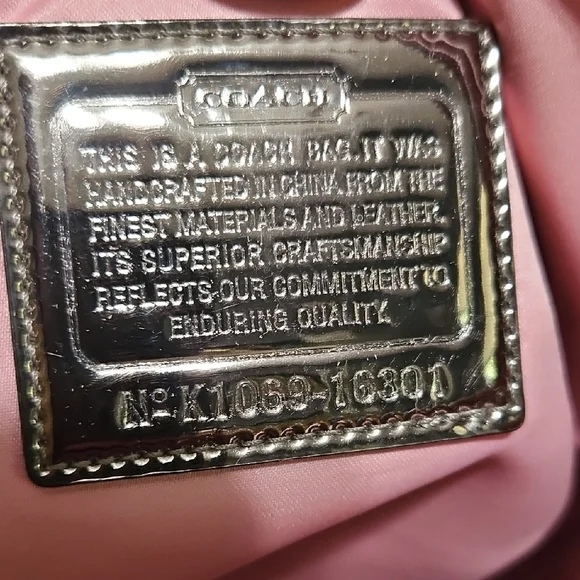 COACH
THIS IS A COACH BAG. IT WAS
HANDCRAFTED IN CHINA FROM THE
FINEST MATERIALS AND LEATHER.
ITS SUPERIOR CRAFTSMANSHIP
REFLECTS OUR COMMITMENT TO
ENDURING QUALITY.
Nº K1069-16301